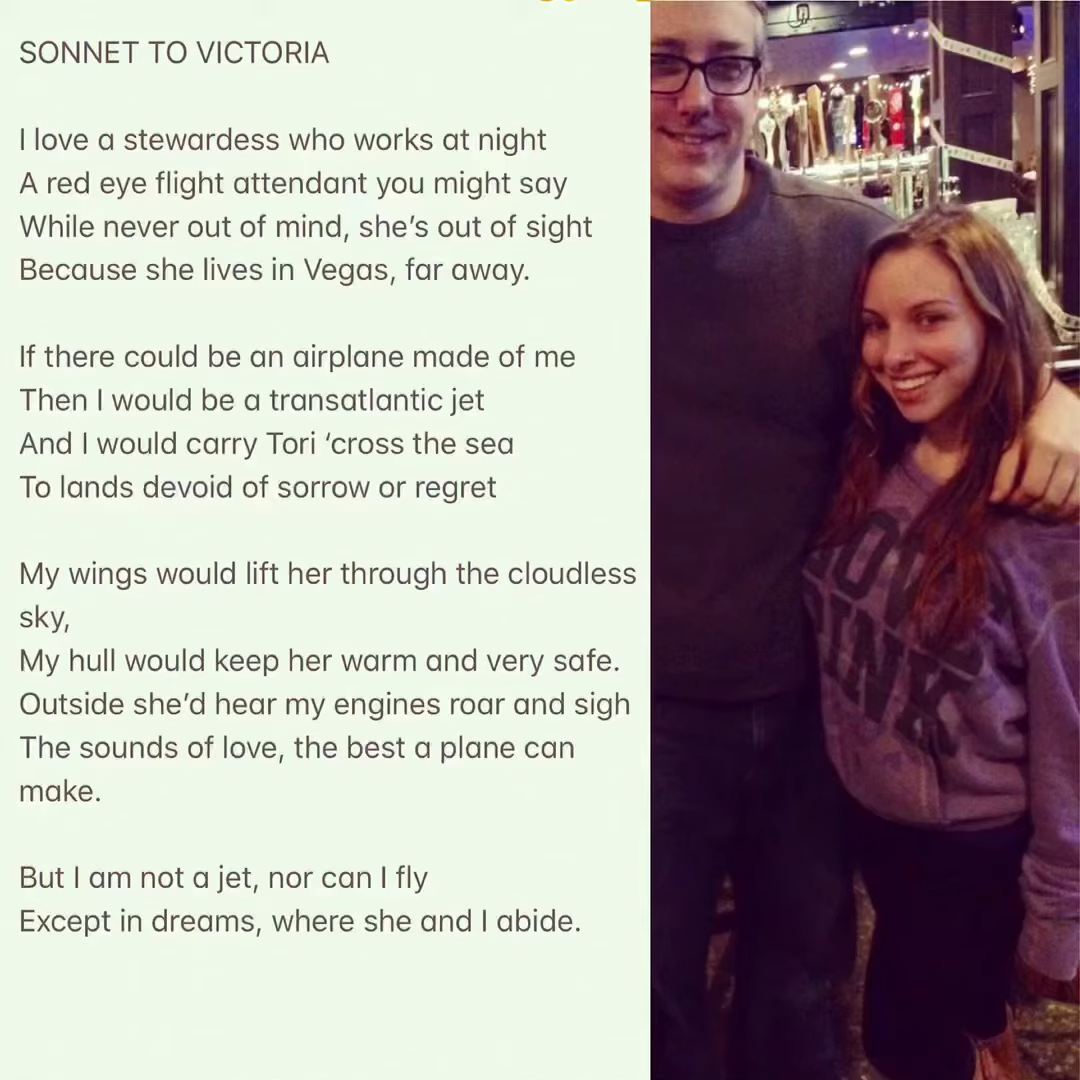 SONNET TO VICTORIA
I love a stewardess who works at night
A red eye flight attendant you might say
While never out of mind, she’s out of sight
Because she lives in Vegas, far away.
If there could be an airplane made of me
Then I would be a transatlantic jet
And I would carry Tori ‘cross the sea
To lands devoid of sorrow or regret
My wings would lift her through the cloudless
sky,
My hull would keep her warm and very safe.
Outside she’d hear my engines roar and sigh
The sounds of love, the best a plane can
make.
But I am not a jet, nor can I fly
Except in dreams, where she and I abide.